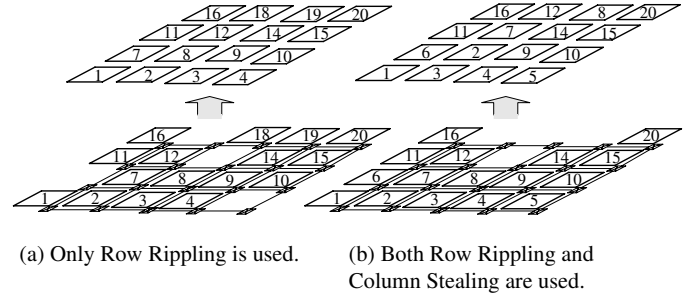 16 18 19 20 16 12 8 20
11 12 14 15 11 7 14 15
7 8 9 10 6 2 9 10
1 2 3 4 1 3 4 5
16 18 19 20 16 20
11 12 14 15 11 12 14 15
7 8 9 10 6 7 8 9 10
1 2 3 4 1 2 3 4 5
(a) Only Row Rippling is used. (b) Both Row Rippling and
Column Stealing are used.